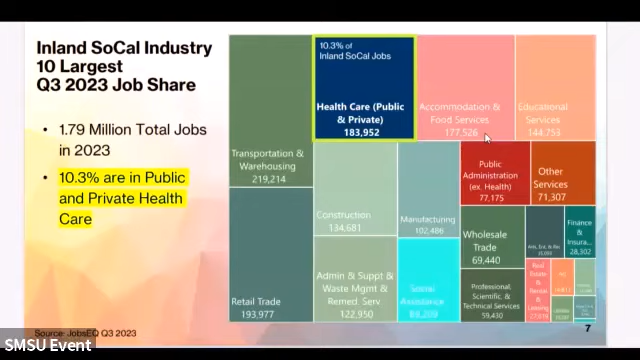 Inland SoCal Industry
10 Largest
Q3 2023 Job Share
• 1.79 Million Total Jobs
in 2023
• 10.3% are in Public
and Private Health
Care
Transportation &
Warehousing
219,214
Retail Trade
193,977
10.3% of
Inland SoCal Jobs
Health Care (Public
& Private)
183,952
Accommodation &
Food Services
177,526
Educational
Services
144,753
Construction
134,681
Admin & Suppt &
Waste Mgmt &
Remed. Serv
122,950
Manufacturing
102,486
Social
Assistance
Public
Administration
(ex. Health)
77,175
Other
Services
71,307
Wholesale
Trade
69,440
Professional,
Scientific, &
Technical Services
59,430
Finance
&
Insura...
28,302
Real
Estate &
Rental &
Leasing
Source: JobsEQ Q3 2023
7
SMSU Event